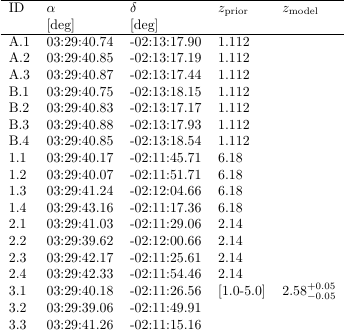 ID α δ z_prior z_model
[deg] [deg]
A.1 03:29:40.74 -02:13:17.90 1.112
A.2 03:29:40.85 -02:13:17.19 1.112
A.3 03:29:40.87 -02:13:17.44 1.112
B.1 03:29:40.75 -02:13:18.15 1.112
B.2 03:29:40.83 -02:13:17.17 1.112
B.3 03:29:40.88 -02:13:17.93 1.112
B.4 03:29:40.85 -02:13:18.54 1.112
1.1 03:29:40.17 -02:11:45.71 6.18
1.2 03:29:40.07 -02:11:51.71 6.18
1.3 03:29:41.24 -02:12:04.66 6.18
1.4 03:29:43.16 -02:11:17.36 6.18
2.1 03:29:41.03 -02:11:29.06 2.14
2.2 03:29:39.62 -02:12:00.66 2.14
2.3 03:29:42.17 -02:11:25.61 2.14
2.4 03:29:42.33 -02:11:54.46 2.14
3.1 03:29:40.18 -02:11:26.56 [1.0-5.0] 2.58^{+0.05}_{-0.05}
3.2 03:29:39.06 -02:11:49.91
3.3 03:29:41.26 -02:11:15.16